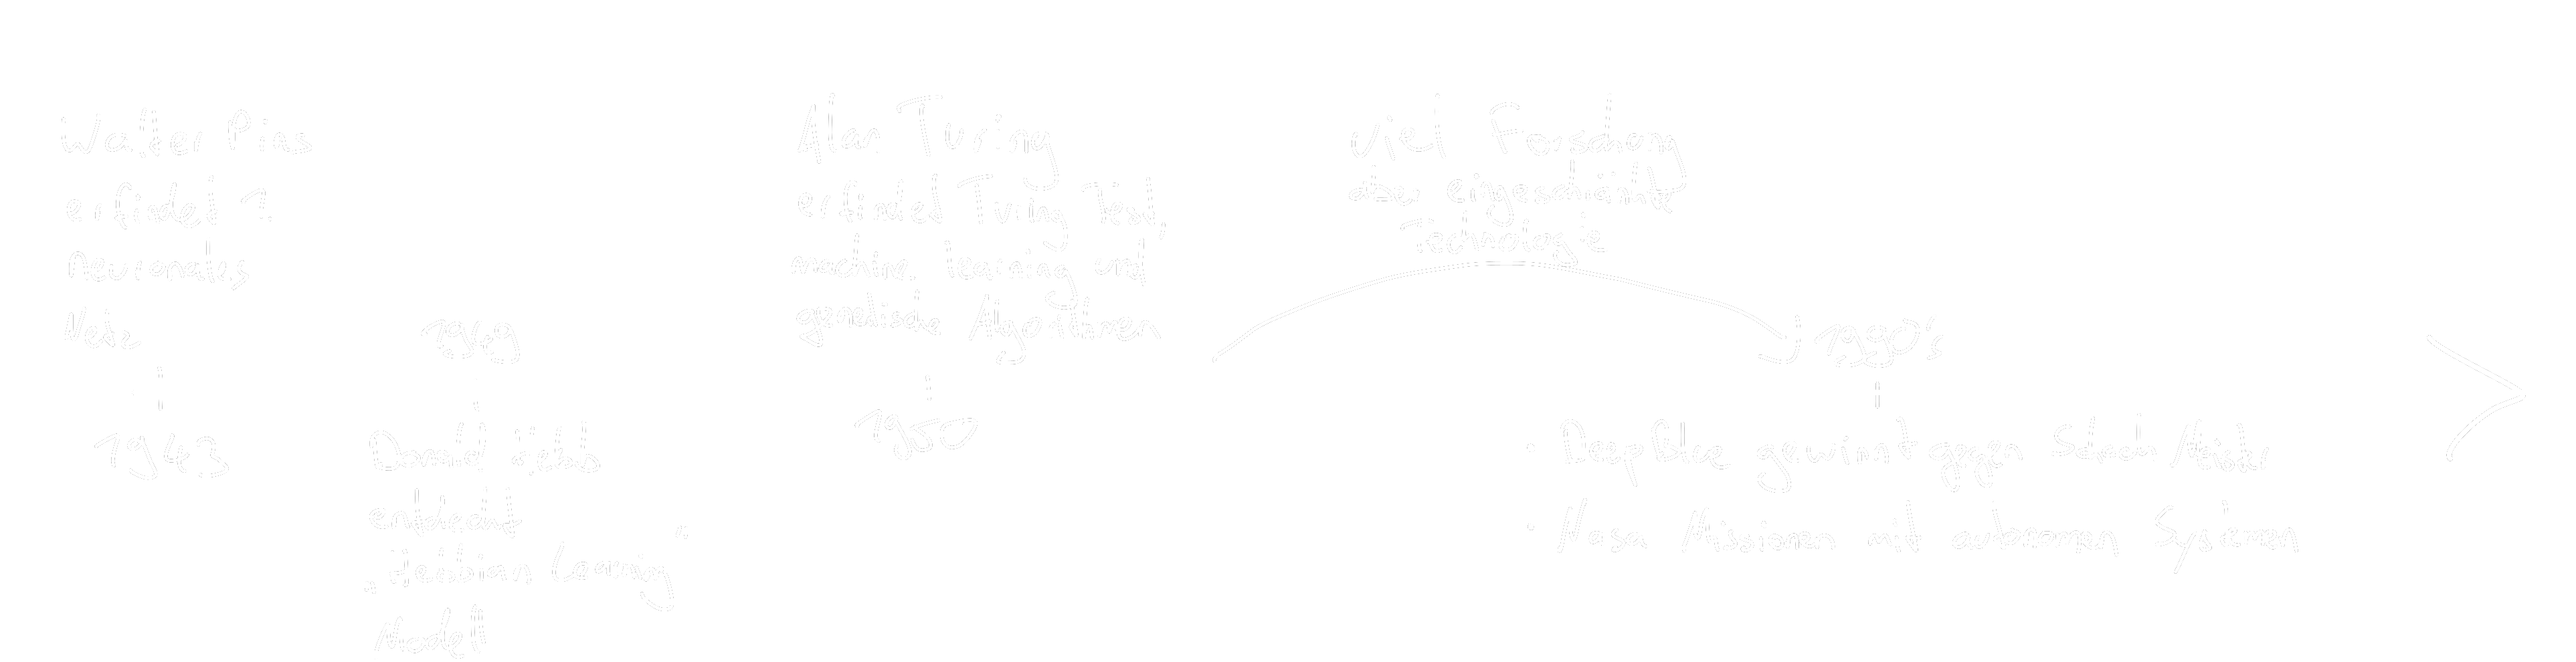 Walter Pins
erfindet 1.
neuronales
Netz
1943
1949
Donald Hebb
entdeckt
„Hebbian Learning“
Modell
Alan Turing
erfindet Turing Test,
machine learning und
genetische Algorithmen
1950
Viel Forschung
aber eingeschränkte
Technologie
1990's
· Deep Blue gewinnt gegen Schach Meister
· Nasa Missionen mit autonomen Systemen